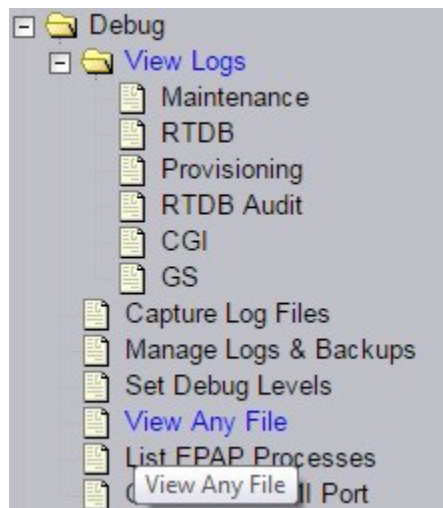 Debug
View Logs
Maintenance
RTDB
Provisioning
RTDB Audit
CGI
GS
Capture Log Files
Manage Logs & Backups
Set Debug Levels
View Any File
List EPAP Processes
View Any File
Port